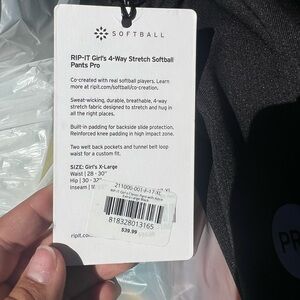 SOFTBALL
RIP-IT Girl's 4-Way Stretch Softball
Pants Pro
Co-created with real softball players. Learn
more at ripit.com/softball/co-creation.
Sweat-wicking, durable, breathable, 4-way
stretch fabric designed to stretch and hug in
all the right places.
Built-in padding for backside slide protection.
Reinforced knee padding in high impact zone.
Two welt back pockets and tunnel belt loop
waist for a custom fit.
SIZE: Girl's X-Large
Waist | 28 - 30"
Hip | 30 - 32"
Inseam |
818328013165
$39.99
ripit.co